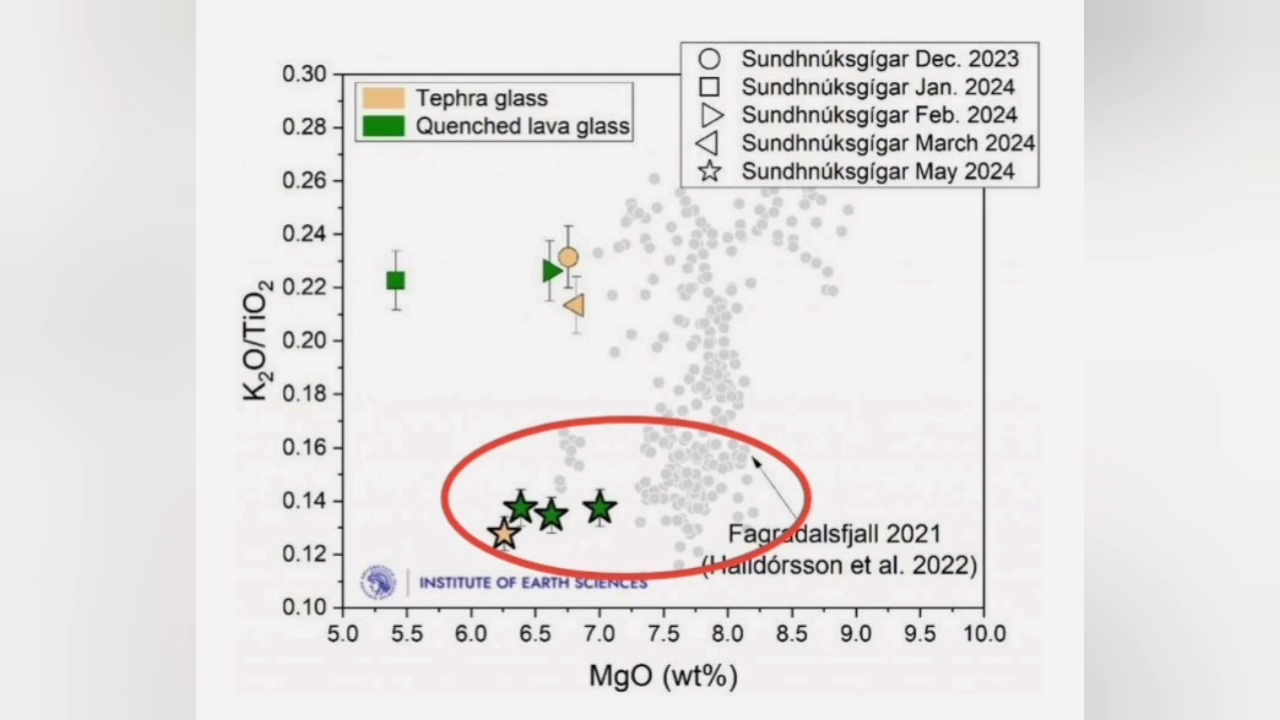 Sundhnúksgígar Dec. 2023
Sundhnúksgígar Jan. 2024
Sundhnúksgígar Feb. 2024
Sundhnúksgígar March 2024
Sundhnúksgígar May 2024
Tephra glass
Quenched lava glass
0.30
0.28
0.26
0.24
0.22
0.20
0.18
0.16
0.14
0.12
0.10
K₂O/TiO₂
Fagradalsfjall 2021
(Halldórsson et al. 2022)
INSTITUTE OF EARTH SCIENCES
5.0 5.5 6.0 6.5 7.0 7.5 8.0 8.5 9.0 9.5 10.0
MgO (wt%)